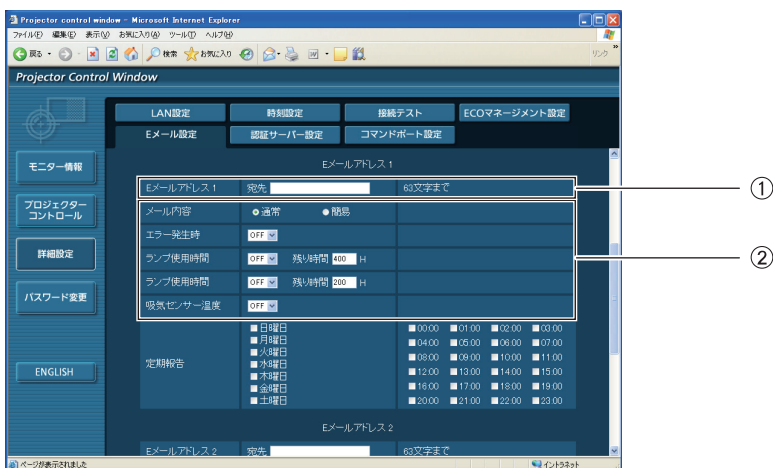 Projector control window - Microsoft Internet Explorer
ファイル(F) 編集(E) 表示(V) お気に入り(A) ツール(T) ヘルプ(H)
戻る 検索 お気に入り リンク
Projector Control Window
LAN設定 時刻設定 接続テスト ECOマネージメント設定
Eメール設定 認証サーバー設定 コマンドポート設定
モニター情報
プロジェクター
コントロール
詳細設定
パスワード変更
ENGLISH
Eメールアドレス 1
Eメールアドレス 1 宛先 63文字まで ①
メール内容 通常 簡易
エラー発生時 OFF
ランプ使用時間 OFF 残り時間 400 H ②
ランプ使用時間 OFF 残り時間 200 H
吸気センサー温度 OFF
定期報告
日曜日
月曜日
火曜日
水曜日
木曜日
金曜日
土曜日
00:00 01:00 02:00 03:00
04:00 05:00 06:00 07:00
08:00 09:00 10:00 11:00
12:00 13:00 14:00 15:00
16:00 17:00 18:00 19:00
20:00 21:00 22:00 23:00
Eメールアドレス 2
Eメールアドレス 2 宛先 63文字まで
ページが表示されました イントラネット